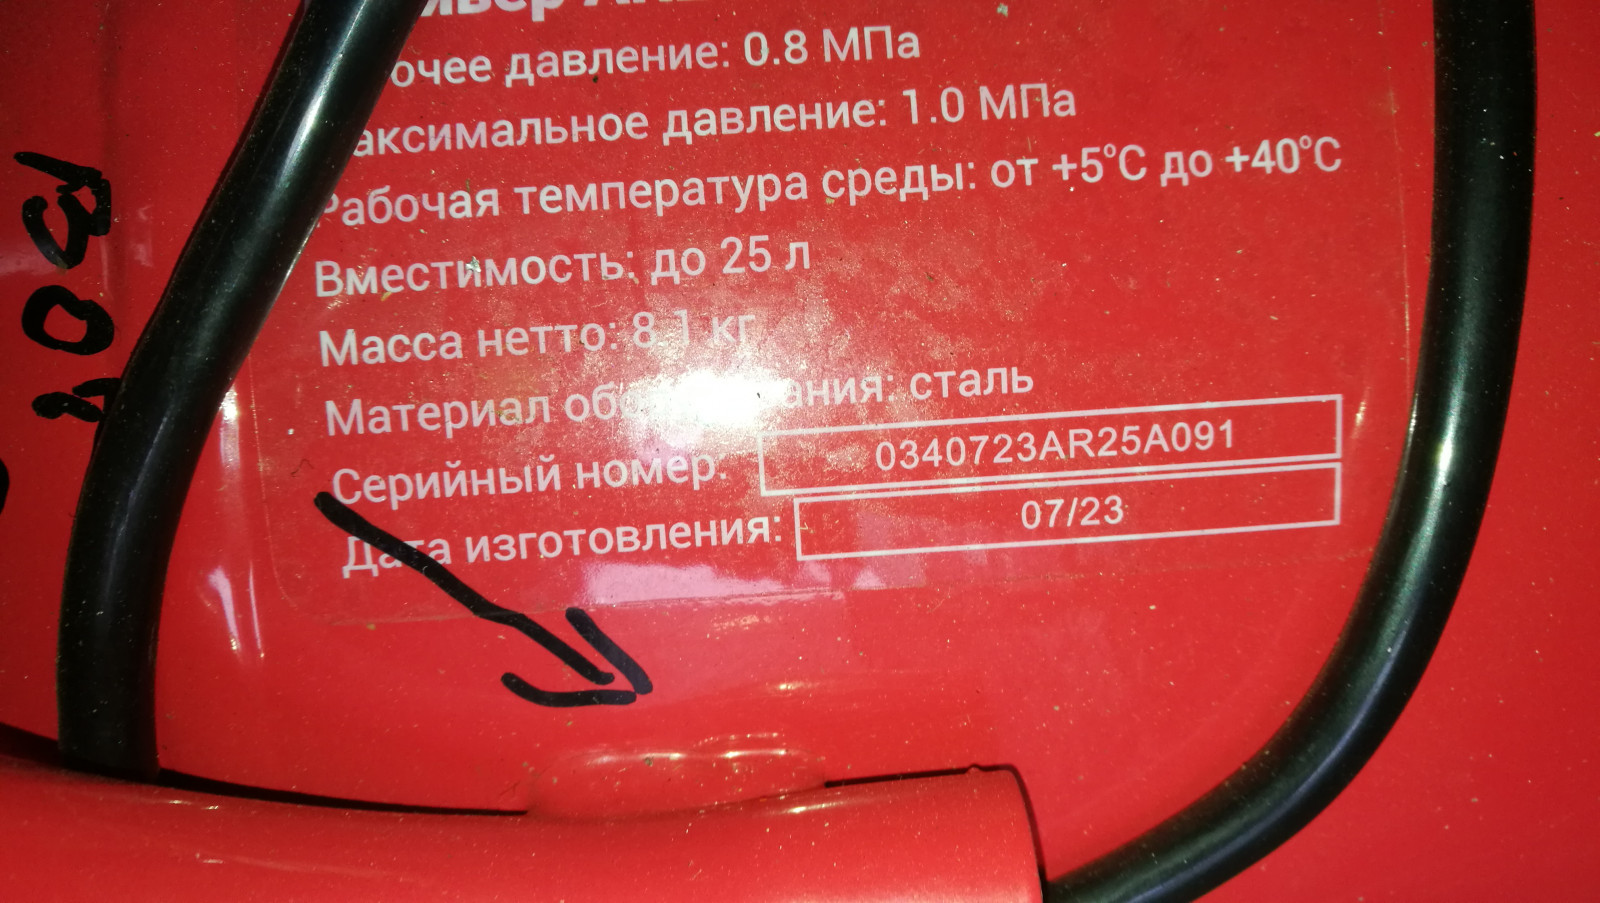 очее давление: 0.8 МПа
аксимальное давление: 1.0 МПа
Рабочая температура среды: от +5°C до +40°C
Вместимость: до 25 л
Масса нетто: 8.1 кг
Материал сталь
Серийный номер: 0340723AR25A091
Дата изготовления: 07/23